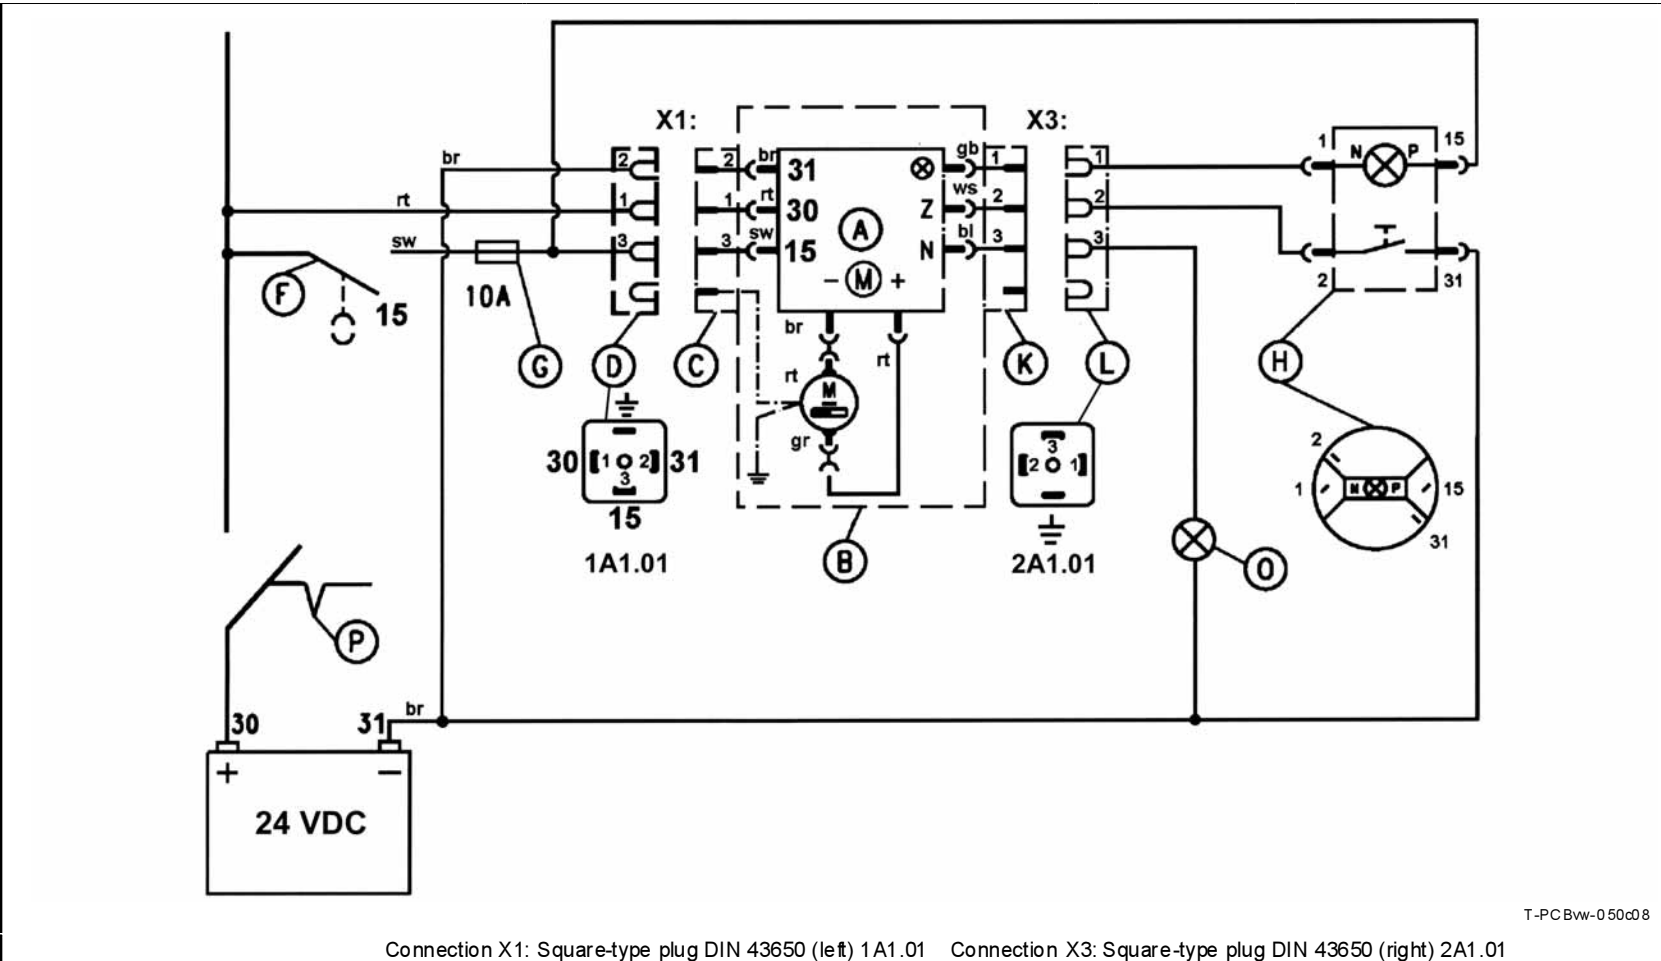 X1:
X3:
br
2
2
br
31
gb
1
1
1
N
P
15
rt
1
1
rt
30
A
Z
ws
2
2
sw
3
3
sw
15
N
bl
3
3
2
31
F
15
10A
− M +
G
D
C
br
rt
K
L
H
rt
M
gr
30
1
2
31
3
15
1A1.01
3
2
1
2A1.01
2
1
N
P
15
31
B
O
P
30
31
br
+
−
24 VDC
T-PCBvw-050c08
Connection X1: Square-type plug DIN 43650 (left) 1A1.01 Connection X3: Square-type plug DIN 43650 (right) 2A1.01